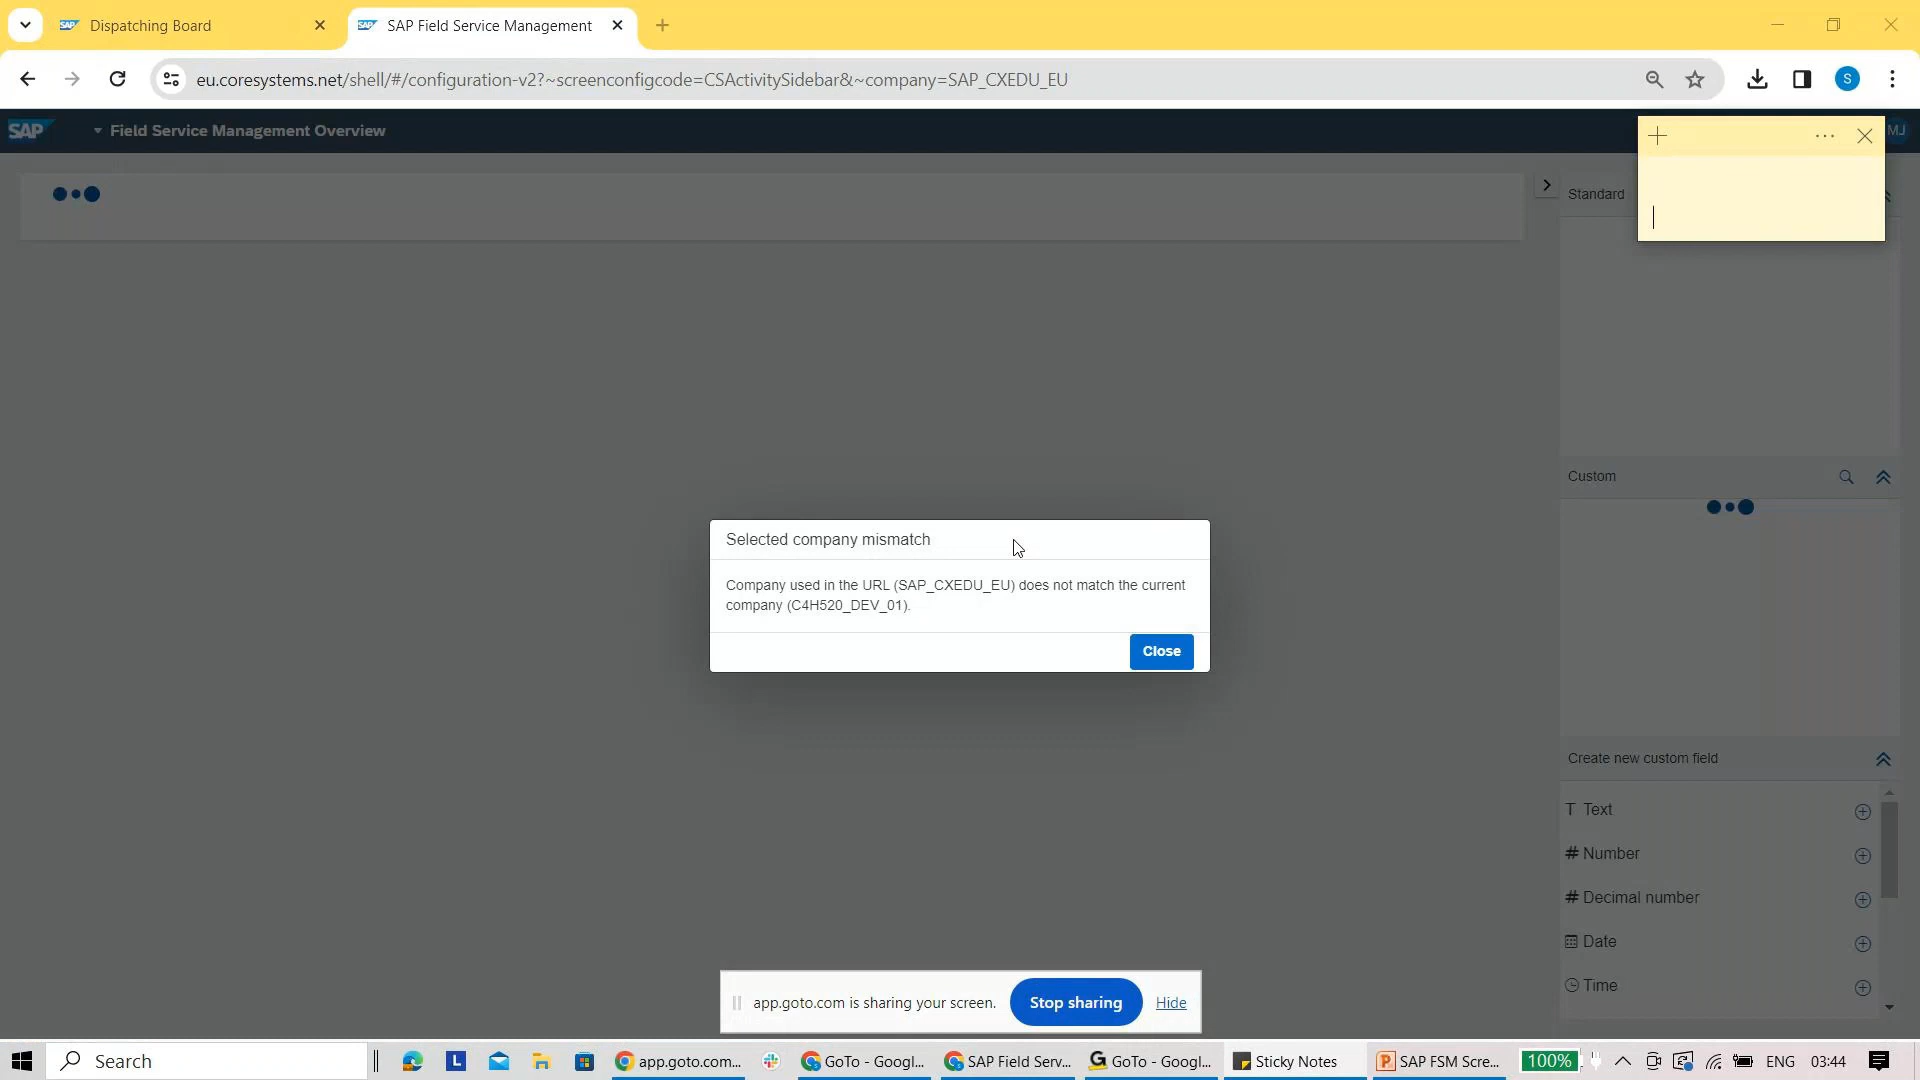 Dispatching Board
SAP Field Service Management
eu.coresystems.net/shell/#/configuration-v2?~screenconfigcode=CSActivitySidebar&~company=SAP_CXEDU_EU
S
SAP
Field Service Management Overview
MJ
Standard
Custom
Selected company mismatch
Company used in the URL (SAP_CXEDU_EU) does not match the current
company (C4H520_DEV_01).
Close
Create new custom field
T Text
# Number
# Decimal number
Date
Time
app.goto.com is sharing your screen.
Stop sharing
Hide
Search
L
app.goto.com...
GoTo - Googl...
SAP Field Serv...
GoTo - Googl...
Sticky Notes
SAP FSM Scre...
100%
ENG
03:44